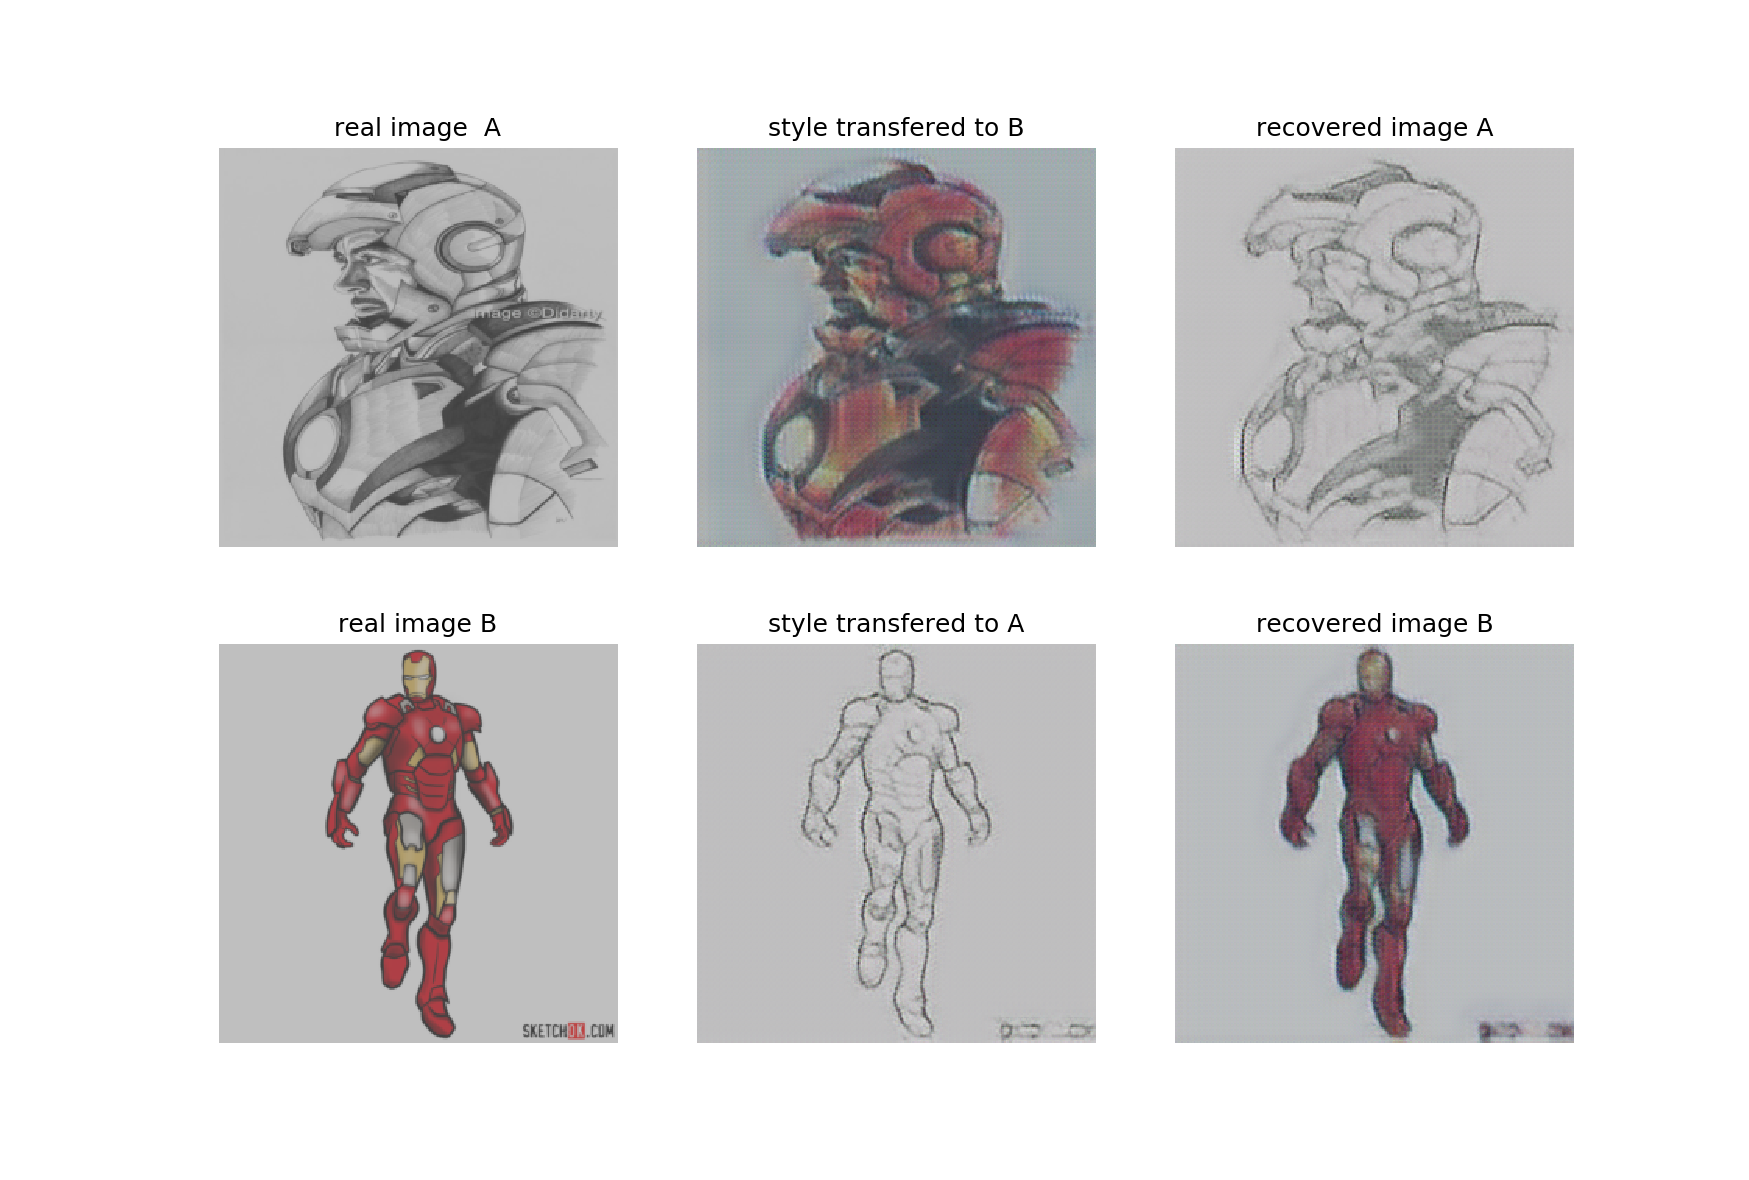 real image  A
style transfered to B
recovered image A
image ©Didarty
real image B
style transfered to A
recovered image B
SKETCHOK.COM